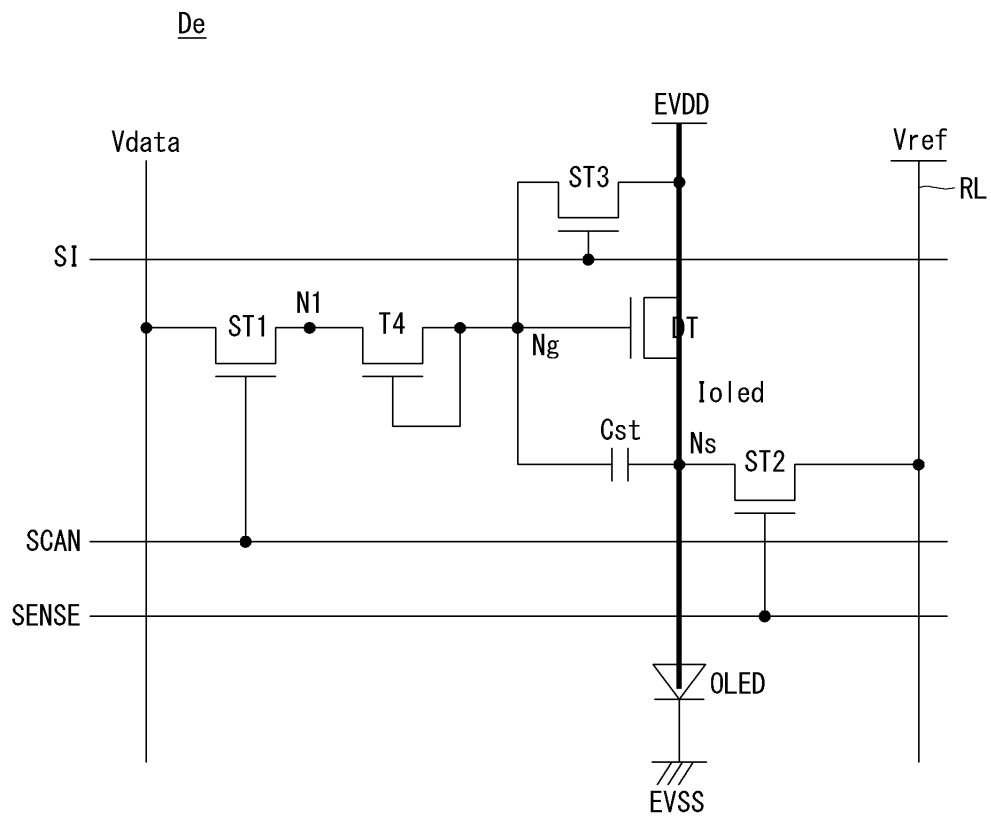 De
EVDD
Vdata
Vref
ST3
RL
SI
N1
ST1
T4
DT
Ng
Ioled
Cst
Ns
ST2
SCAN
SENSE
OLED
EVSS